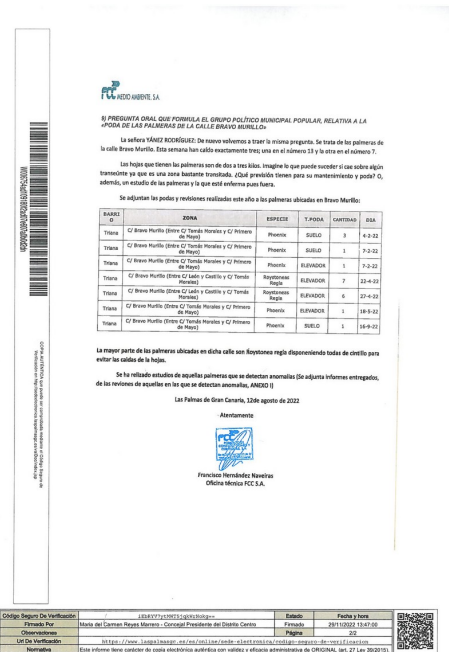 FCC MEDIO AMBIENTE. S.A.
9) PREGUNTA ORAL QUE FORMULA EL GRUPO POLÍTICO MUNICIPAL POPULAR, RELATIVA A LA
«PODA DE LAS PALMERAS DE LA CALLE BRAVO MURILLO»
La señora YÁNEZ RODRÍGUEZ: De nuevo volvemos a traer la misma pregunta. Se trata de las palmeras de
la calle Bravo Murillo. Esta semana han caído exactamente tres; una en el número 13 y la otra en el número 7.
Las hojas que tienen las palmeras son de dos a tres kilos. Imagine lo que puede suceder si cae sobre algún
transeúnte ya que es una zona bastante transitada. ¿Qué previsión tienen para su mantenimiento y poda? O,
además, un estudio de las palmeras y la que esté enferma pues fuera.
Se adjuntan las podas y revisiones realizadas este año a las palmeras ubicadas en Bravo Murillo:
BARRIO ZONA ESPECIE T.PODA CANTIDAD DIA
Triana C/ Bravo Murillo (Entre C/ Tomás Morales y C/ Primero de Mayo) Phoenix SUELO 3 4-2-22
Triana C/ Bravo Murillo (Entre C/ Tomás Morales y C/ Primero de Mayo) Phoenix SUELO 1 7-2-22
Triana C/ Bravo Murillo (Entre C/ Tomás Morales y C/ Primero de Mayo) Phoenix ELEVADOR 1 7-2-22
Triana C/ Bravo Murillo (Entre C/ León y Castillo y C/ Tomás Morales) Roystoneas Regia ELEVADOR 7 22-4-22
Triana C/ Bravo Murillo (Entre C/ León y Castillo y C/ Tomás Morales) Roystoneas Regia ELEVADOR 6 27-4-22
Triana C/ Bravo Murillo (Entre C/ Tomás Morales y C/ Primero de Mayo) Phoenix ELEVADOR 1 18-5-22
Triana C/ Bravo Murillo (Entre C/ Tomás Morales y C/ Primero de Mayo) Phoenix SUELO 1 16-9-22
La mayor parte de las palmeras ubicadas en dicha calle son Roystonea regia disponeniendo todas de cintillo para
evitar las caídas de la hojas.
Se ha relizado estudios de aquellas palmeras que se detectan anomalías (Se adjunta informes entregados,
de las reviones de aquellas en las que se detectan anomalías, ANEXO I)
Las Palmas de Gran Canaria, 12de agosto de 2022
Atentamente
FCC
Francisco Hernández Naveiras
Oficina técnica FCC S.A.
COPIA AUTÉNTICA que puede ser comprobada mediante el Código Seguro de
Código Seguro De Verificación Estado Fecha y hora
Firmado Por María del Carmen Reyes Marrero - Concejal Presidente del Distrito Centro Firmado 29/11/2022 13:47:00
Observaciones Página 2/2
Url De Verificación https://www.laspalmasgc.es/es/online/sede-electronica/codigo-seguro-de-verificacion
Normativa Este informe tiene carácter de copia electrónica auténtica con validez y eficacia administrativa de ORIGINAL (art. 27 Ley 39/2015).